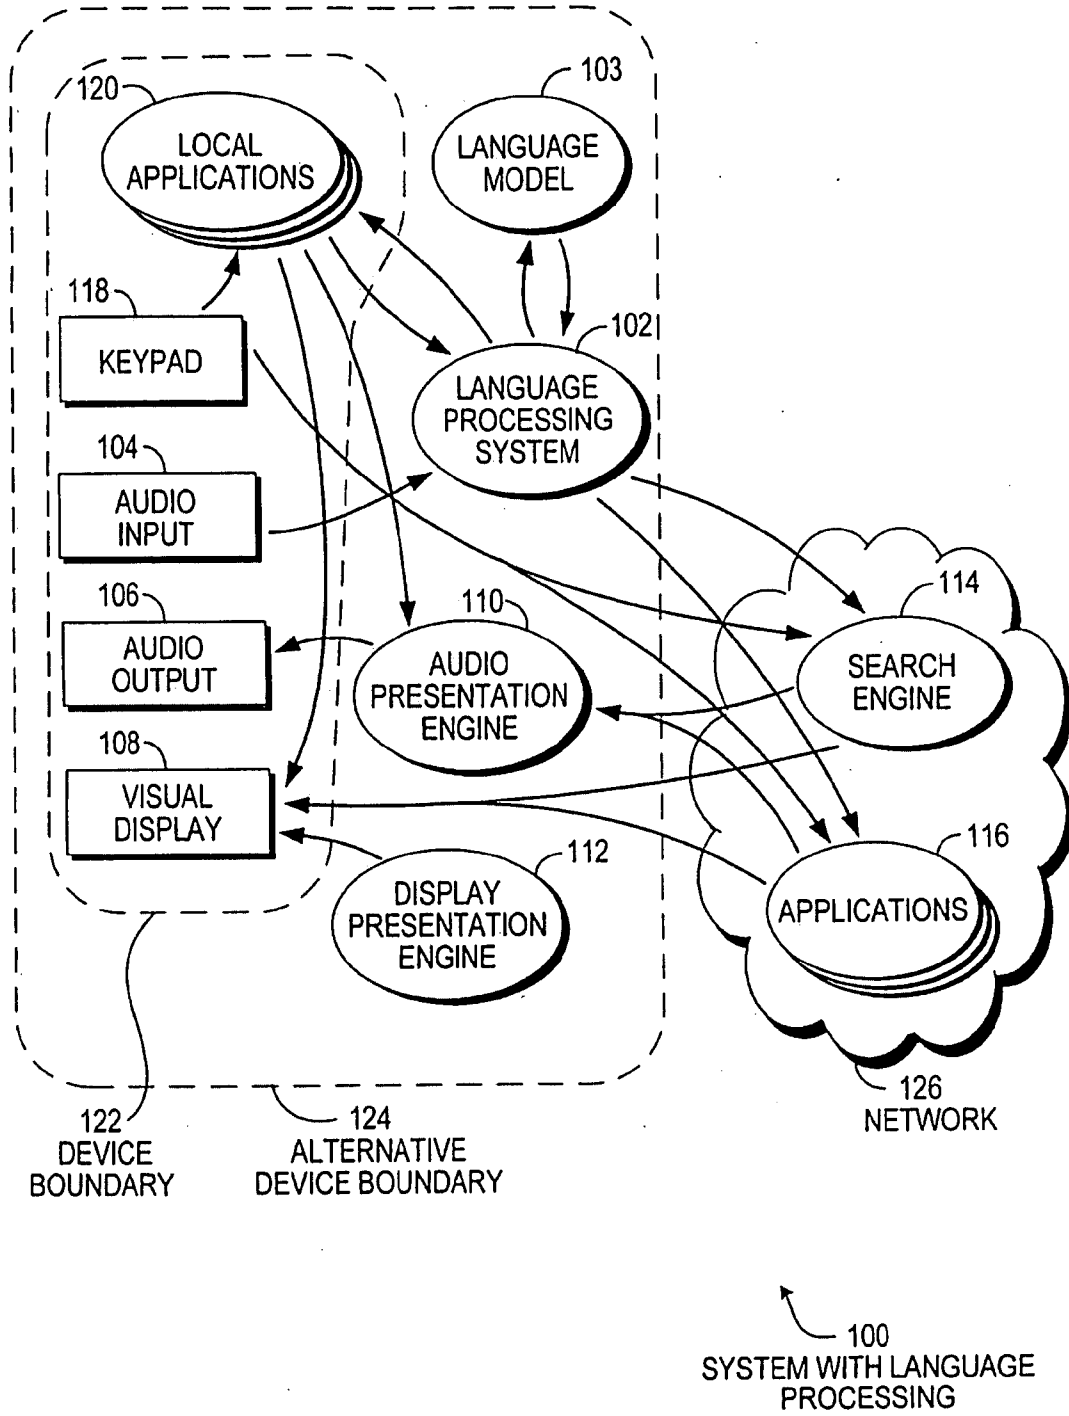 120
LOCAL
APPLICATIONS
103
LANGUAGE
MODEL
118
KEYPAD
102
LANGUAGE
PROCESSING
SYSTEM
104
AUDIO
INPUT
106
AUDIO
OUTPUT
110
AUDIO
PRESENTATION
ENGINE
114
SEARCH
ENGINE
108
VISUAL
DISPLAY
112
DISPLAY
PRESENTATION
ENGINE
116
APPLICATIONS
122
DEVICE
BOUNDARY
124
ALTERNATIVE
DEVICE BOUNDARY
126
NETWORK
100
SYSTEM WITH LANGUAGE
PROCESSING